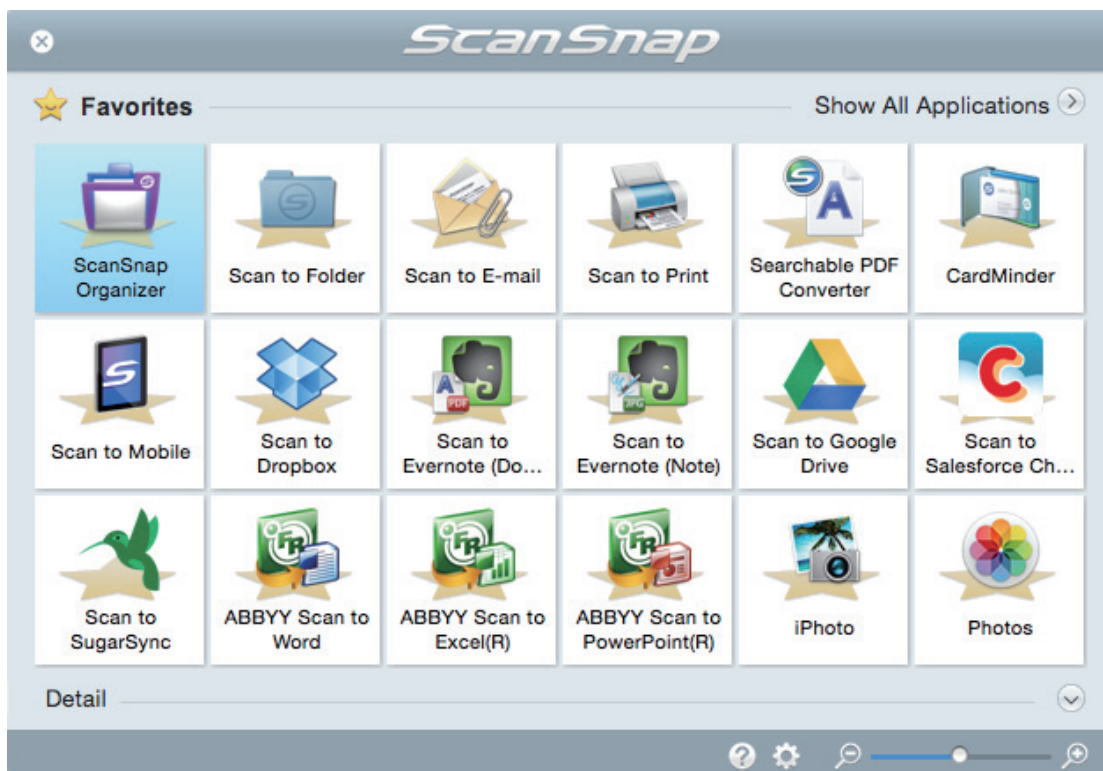 ScanSnap
Favorites
Show All Applications
ScanSnap
Organizer
Scan to Folder
Scan to E-mail
Scan to Print
Searchable PDF
Converter
CardMinder
Scan to Mobile
Scan to
Dropbox
Scan to
Evernote (Do...
Scan to
Evernote (Note)
Scan to Google
Drive
Scan to
Salesforce Ch...
Scan to
SugarSync
ABBYY Scan to
Word
ABBYY Scan to
Excel(R)
ABBYY Scan to
PowerPoint(R)
iPhoto
Photos
Detail